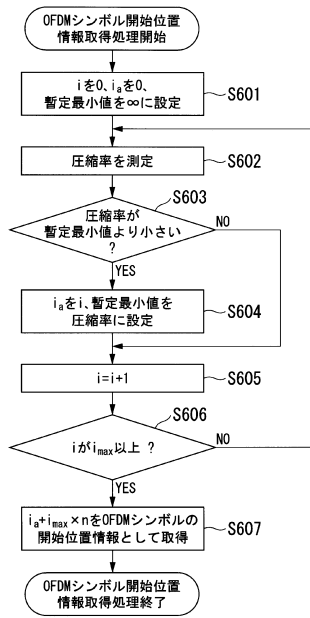 OFDMシンボル開始位置
情報取得処理開始
iを0、iaを0、
暫定最小値を∞に設定
S601
圧縮率を測定
S602
S603
圧縮率が
暫定最小値より小さい
?
NO
YES
iaをi、暫定最小値を
圧縮率に設定
S604
i=i+1
S605
S606
iがimax以上 ?
NO
YES
ia+imax×nをOFDMシンボルの
開始位置情報として取得
S607
OFDMシンボル開始位置
情報取得処理終了